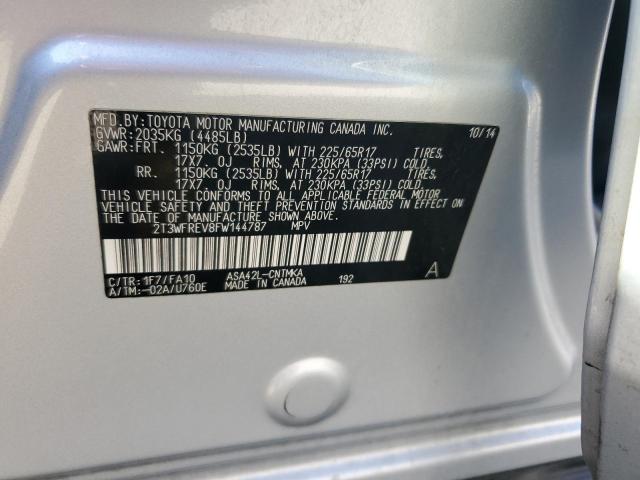 MFD.BY:TOYOTA MOTOR MANUFACTURING CANADA INC. 10/14
GVWR:2035KG (4485LB)
GAWR:FRT. 1150KG (2535LB) WITH 225/65R17 TIRES,
17X7. 0J RIMS, AT 230KPA (33PSI) COLD
RR. 1150KG (2535LB) WITH 225/65R17 TIRES,
17X7. 0J RIMS, AT 230KPA (33PSI) COLD.
THIS VEHICLE CONFORMS TO ALL APPLICABLE FEDERAL MOTOR
VEHICLE SAFETY AND THEFT PREVENTION STANDARDS IN EFFECT ON THE
DATE OF MANUFACTURE SHOWN ABOVE.
2T3WFREV8FW144787 MPV
C/TR:1F7/FA10 ASA42L-CNTMKA A
A/TM:-02A/U760E MADE IN CANADA 192